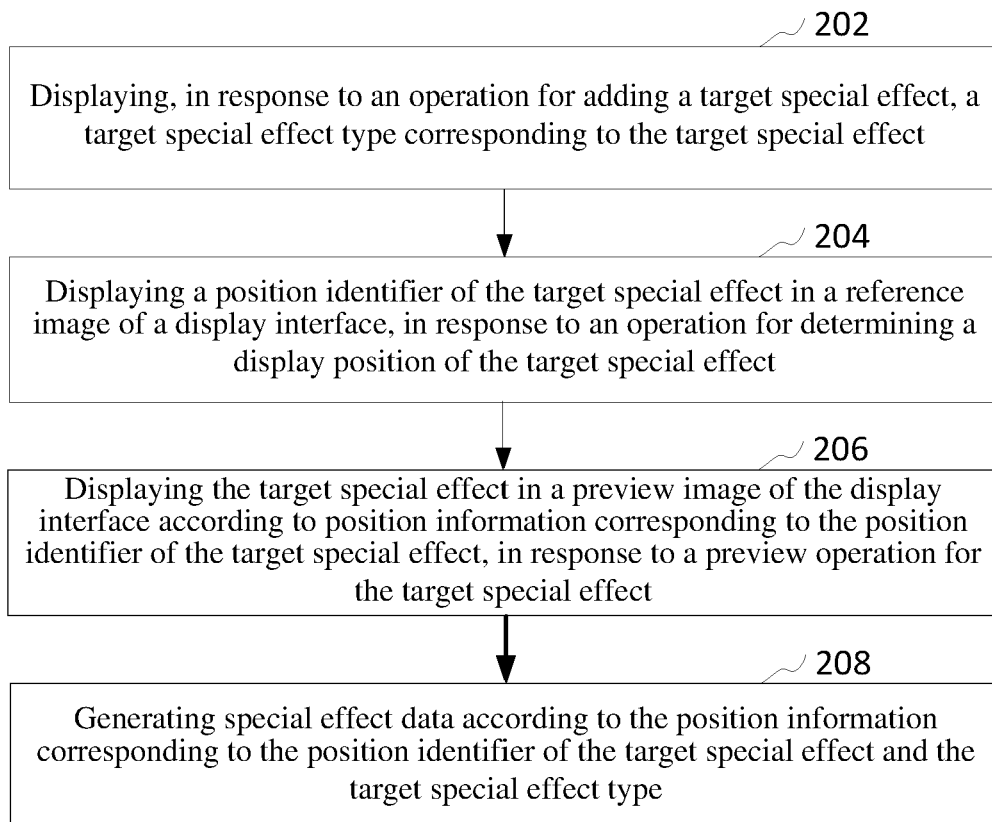 202
Displaying, in response to an operation for adding a target special effect, a
target special effect type corresponding to the target special effect
204
Displaying a position identifier of the target special effect in a reference
image of a display interface, in response to an operation for determining a
display position of the target special effect
206
Displaying the target special effect in a preview image of the display
interface according to position information corresponding to the position
identifier of the target special effect, in response to a preview operation for
the target special effect
208
Generating special effect data according to the position information
corresponding to the position identifier of the target special effect and the
target special effect type